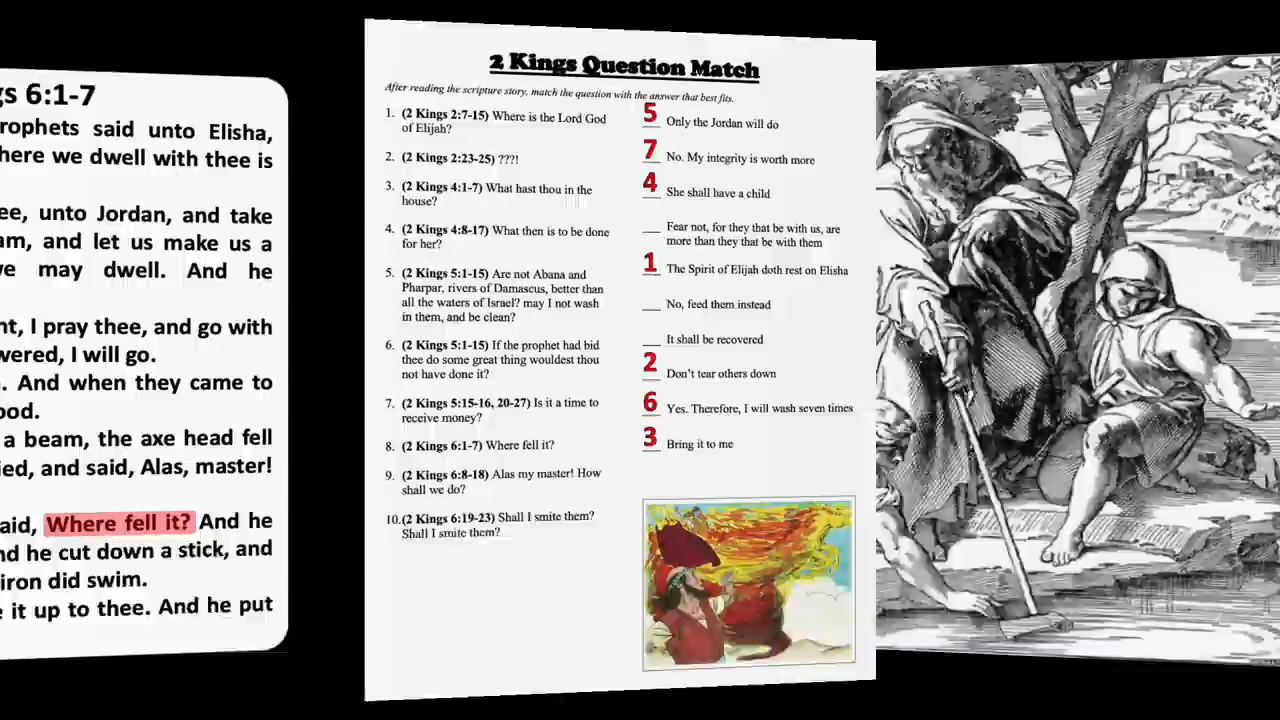 gs 6:1-7
rophets said unto Elisha,
here we dwell with thee is
ee, unto Jordan, and take
am, and let us make us a
ve may dwell. And he
nt, I pray thee, and go with
wered, I will go.
. And when they came to
ood.
a beam, the axe head fell
ied, and said, Alas, master!
aid, Where fell it? And he
nd he cut down a stick, and
iron did swim.
e it up to thee. And he put
2 Kings Question Match
After reading the scripture story, match the question with the answer that best fits.
1. (2 Kings 2:7-15) Where is the Lord God
of Elijah?
2. (2 Kings 2:23-25) ???!
3. (2 Kings 4:1-7) What hast thou in the
house?
4. (2 Kings 4:8-17) What then is to be done
for her?
5. (2 Kings 5:1-15) Are not Abana and
Pharpar, rivers of Damascus, better than
all the waters of Israel? may I not wash
in them, and be clean?
6. (2 Kings 5:1-15) If the prophet had bid
thee do some great thing wouldest thou
not have done it?
7. (2 Kings 5:15-16, 20-27) Is it a time to
receive money?
8. (2 Kings 6:1-7) Where fell it?
9. (2 Kings 6:8-18) Alas my master! How
shall we do?
10.(2 Kings 6:19-23) Shall I smite them?
Shall I smite them?
5 Only the Jordan will do
7 No. My integrity is worth more
4 She shall have a child
__ Fear not, for they that be with us, are
more than they that be with them
1 The Spirit of Elijah doth rest on Elisha
__ No, feed them instead
__ It shall be recovered
2 Don't tear others down
6 Yes. Therefore, I will wash seven times
3 Bring it to me